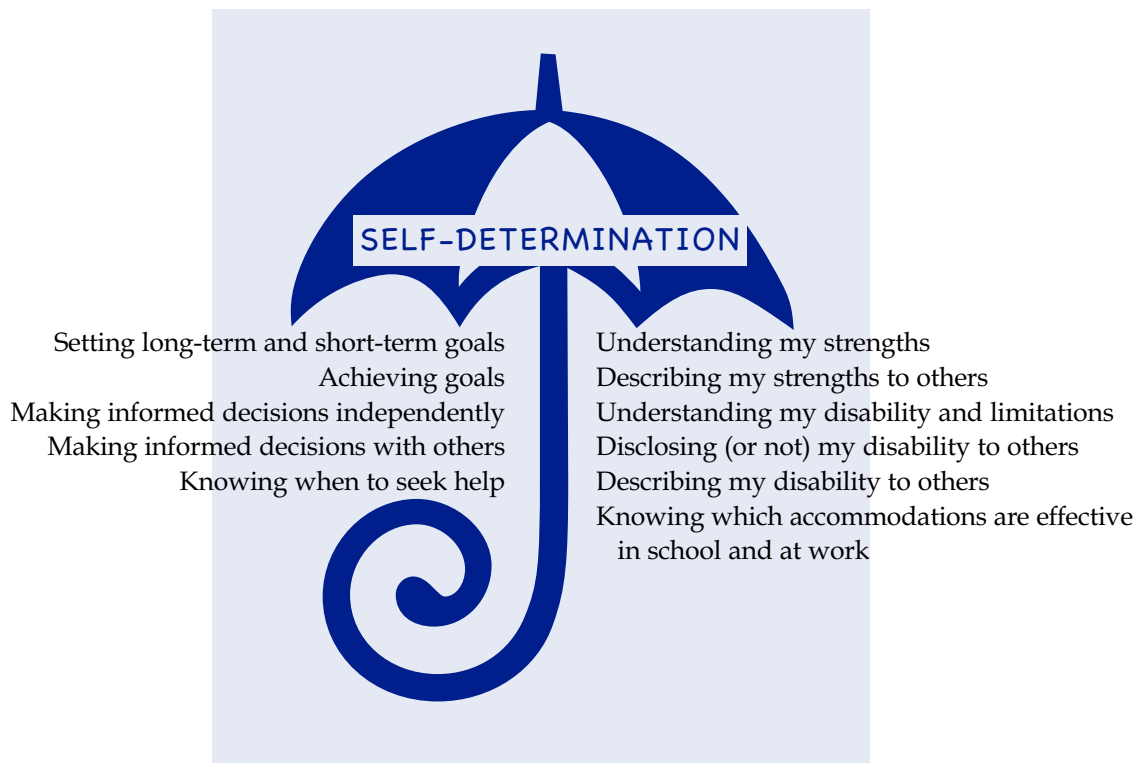 SELF-DETERMINATION
Setting long-term and short-term goals
Achieving goals
Making informed decisions independently
Making informed decisions with others
Knowing when to seek help
Understanding my strengths
Describing my strengths to others
Understanding my disability and limitations
Disclosing (or not) my disability to others
Describing my disability to others
Knowing which accommodations are effective
in school and at work